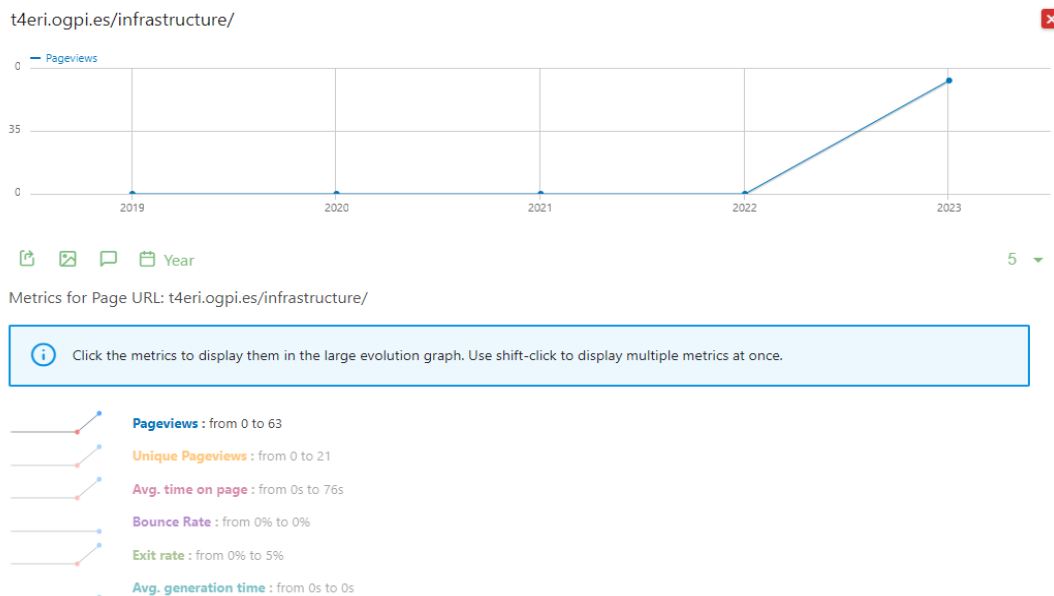 t4eri.ogpi.es/infrastructure/
Pageviews
0
35
0
2019 2020 2021 2022 2023
Year 5
Metrics for Page URL: t4eri.ogpi.es/infrastructure/
Click the metrics to display them in the large evolution graph. Use shift-click to display multiple metrics at once.
Pageviews : from 0 to 63
Unique Pageviews : from 0 to 21
Avg. time on page : from 0s to 76s
Bounce Rate : from 0% to 0%
Exit rate : from 0% to 5%
Avg. generation time : from 0s to 0s